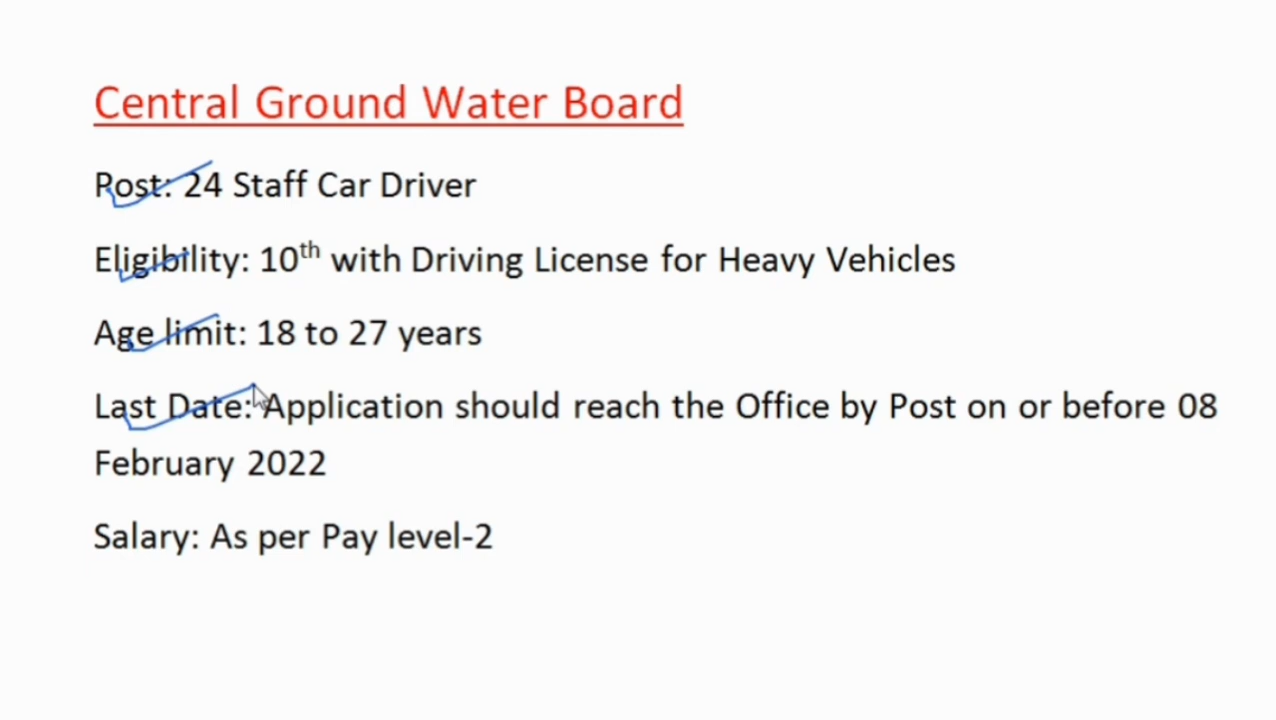 Central Ground Water Board
Post: 24 Staff Car Driver
Eligibility: 10th with Driving License for Heavy Vehicles
Age limit: 18 to 27 years
Last Date: Application should reach the Office by Post on or before 08
February 2022
Salary: As per Pay level-2